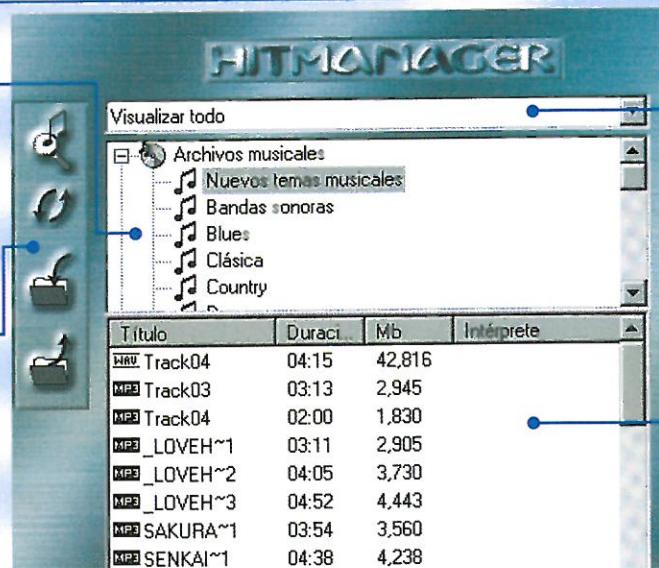 HITMANAGER
Visualizar todo
Archivos musicales
Nuevos temas musicales
Bandas sonoras
Blues
Clásica
Country
Título Duraci... Mb Intérprete
WAV Track04 04:15 42,816
MP3 Track03 03:13 2,945
MP3 Track04 02:00 1,830
MP3 _LOVEH~1 03:11 2,905
MP3 _LOVEH~2 04:05 3,730
MP3 _LOVEH~3 04:52 4,443
MP3 SAKURA~1 03:54 3,560
MP3 SENKAI~1 04:38 4,238